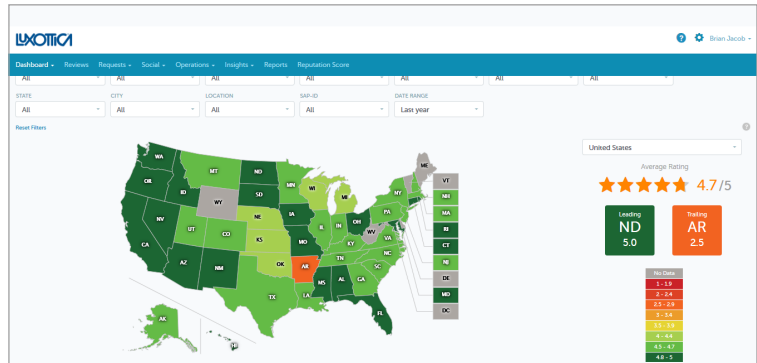 LUXOTTICA
Brian Jacob
Dashboard Reviews Requests Social Operations Insights Reports Reputation Score
All All All All All All All
STATE CITY LOCATION SAP-ID DATE RANGE
All All All All Last year
Reset Filters
United States
Average Rating
4.7/5
Leading
ND
5.0
Trailing
AR
2.5
No Data
1 - 1.9
2 - 2.4
2.5 - 2.9
3 - 3.4
3.5 - 3.9
4 - 4.4
4.5 - 4.7
4.8 - 5
WA
OR
ID
MT
ND
MN
WI
MI
ME
NY
VT
NH
MA
RI
CT
NJ
DE
MD
DC
WY
SD
NE
IA
IL
IN
OH
PA
NV
UT
CO
KS
MO
KY
WV
VA
CA
AZ
NM
OK
AR
TN
NC
SC
TX
LA
MS
AL
GA
FL
AK
HI